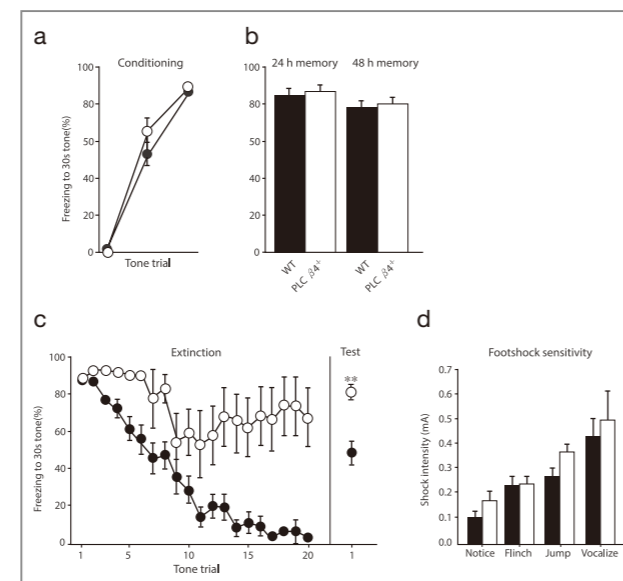 a
Conditioning
Freezing to 30s tone(%)
100
80
60
40
20
0
Tone trial
b
24 h memory 48 h memory
100
80
60
40
20
0
WT PLC β4 WT PLC β4
c
Extinction Test
Freezing to 30s tone(%)
100
80
60
40
20
0
**
1 5 10 15 20 1
Tone trial
d
Footshock sensitivity
Shock intensity (mA)
0.7
0.6
0.5
0.4
0.3
0.2
0.1
0.0
Notice Flinch Jump Vocalize